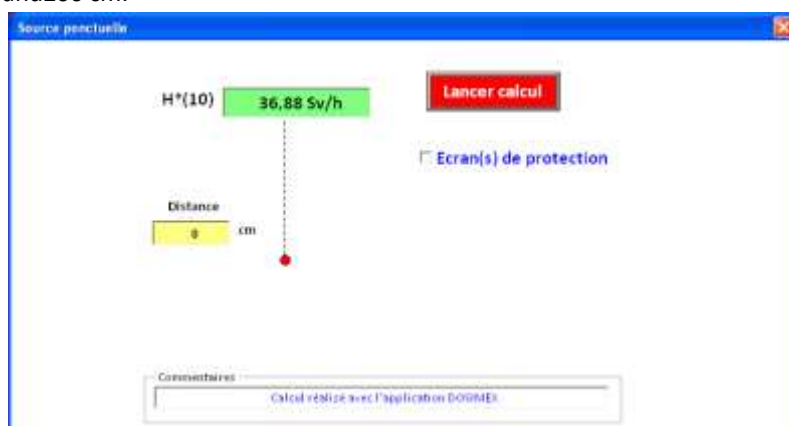 Source ponctuelle
H*(10) 36,88 Sv/h
Lancer calcul
Ecran(s) de protection
Distance
cm
Commentaires
Calcul réalisé avec l'application DOSIMEX